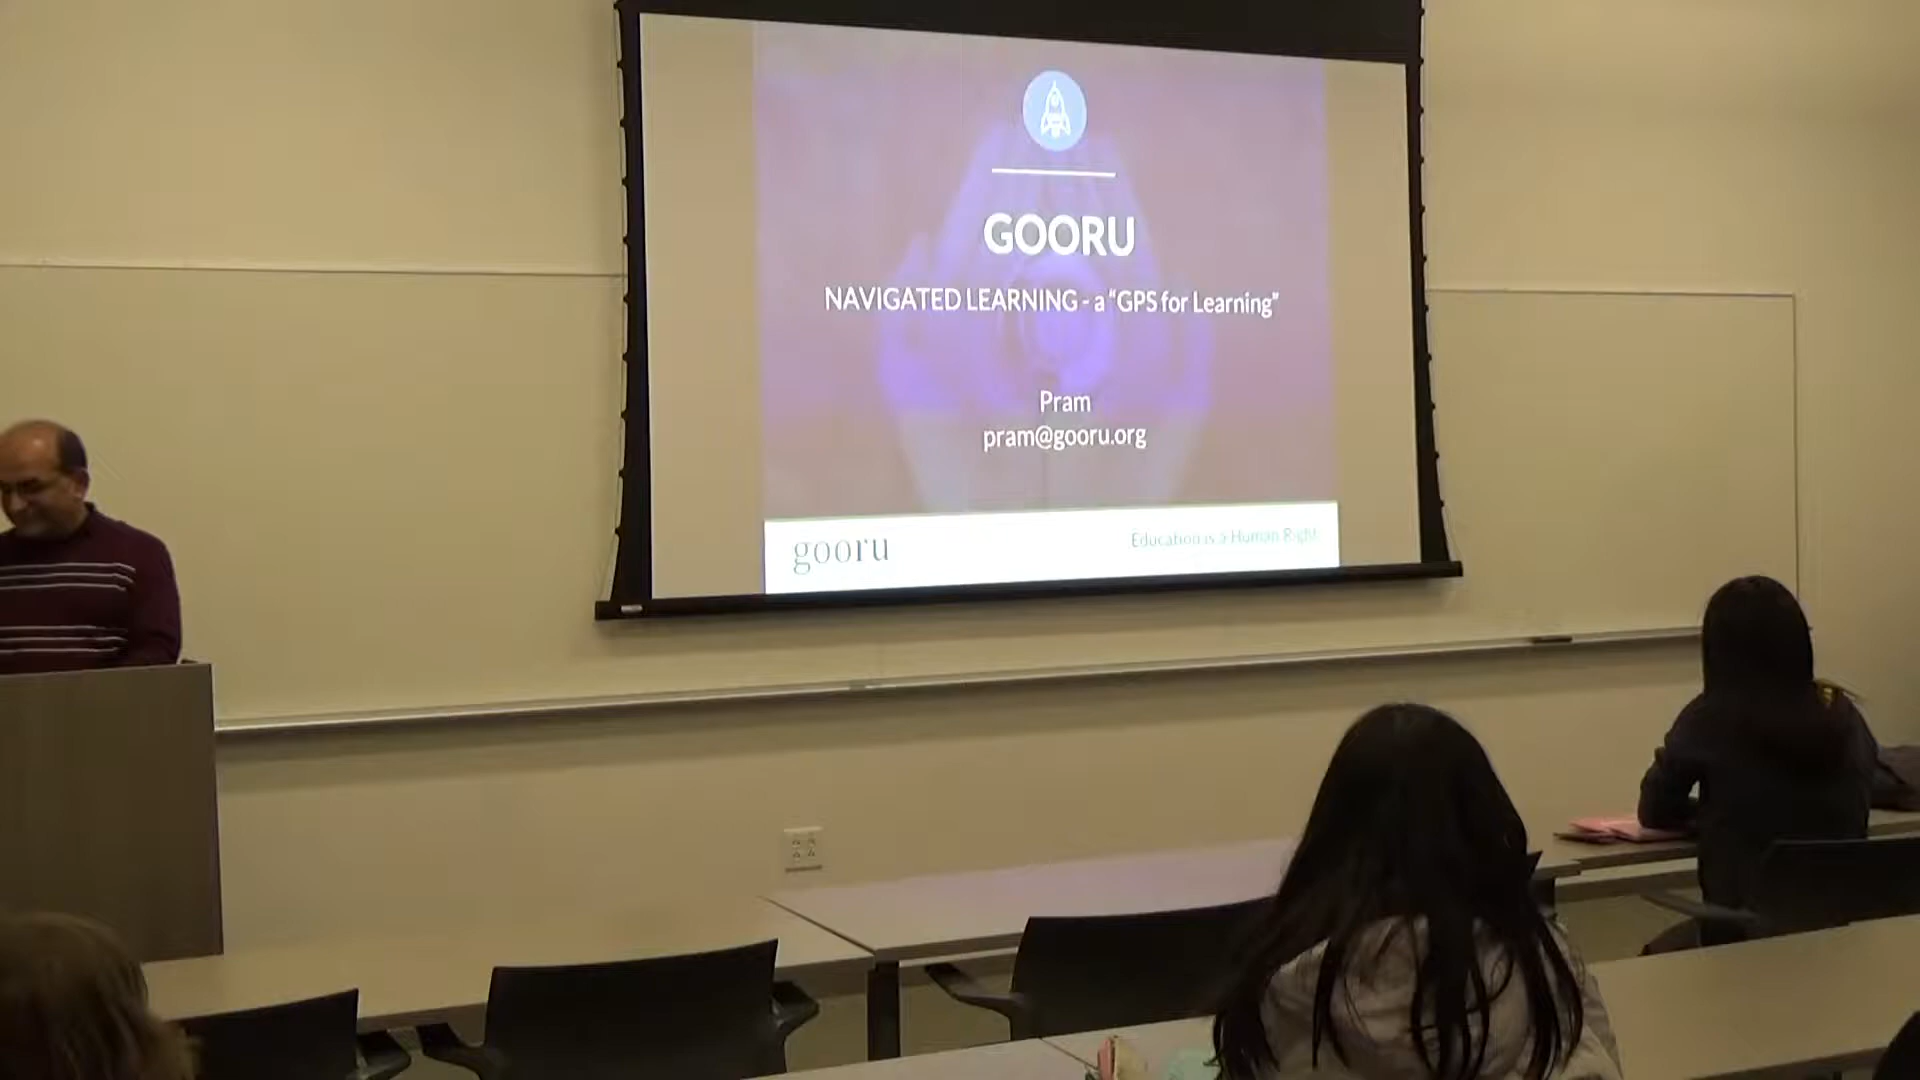 GOORU
NAVIGATED LEARNING - a “GPS for Learning”
Pram
pram@gooru.org
gooru
Education is a Human Right